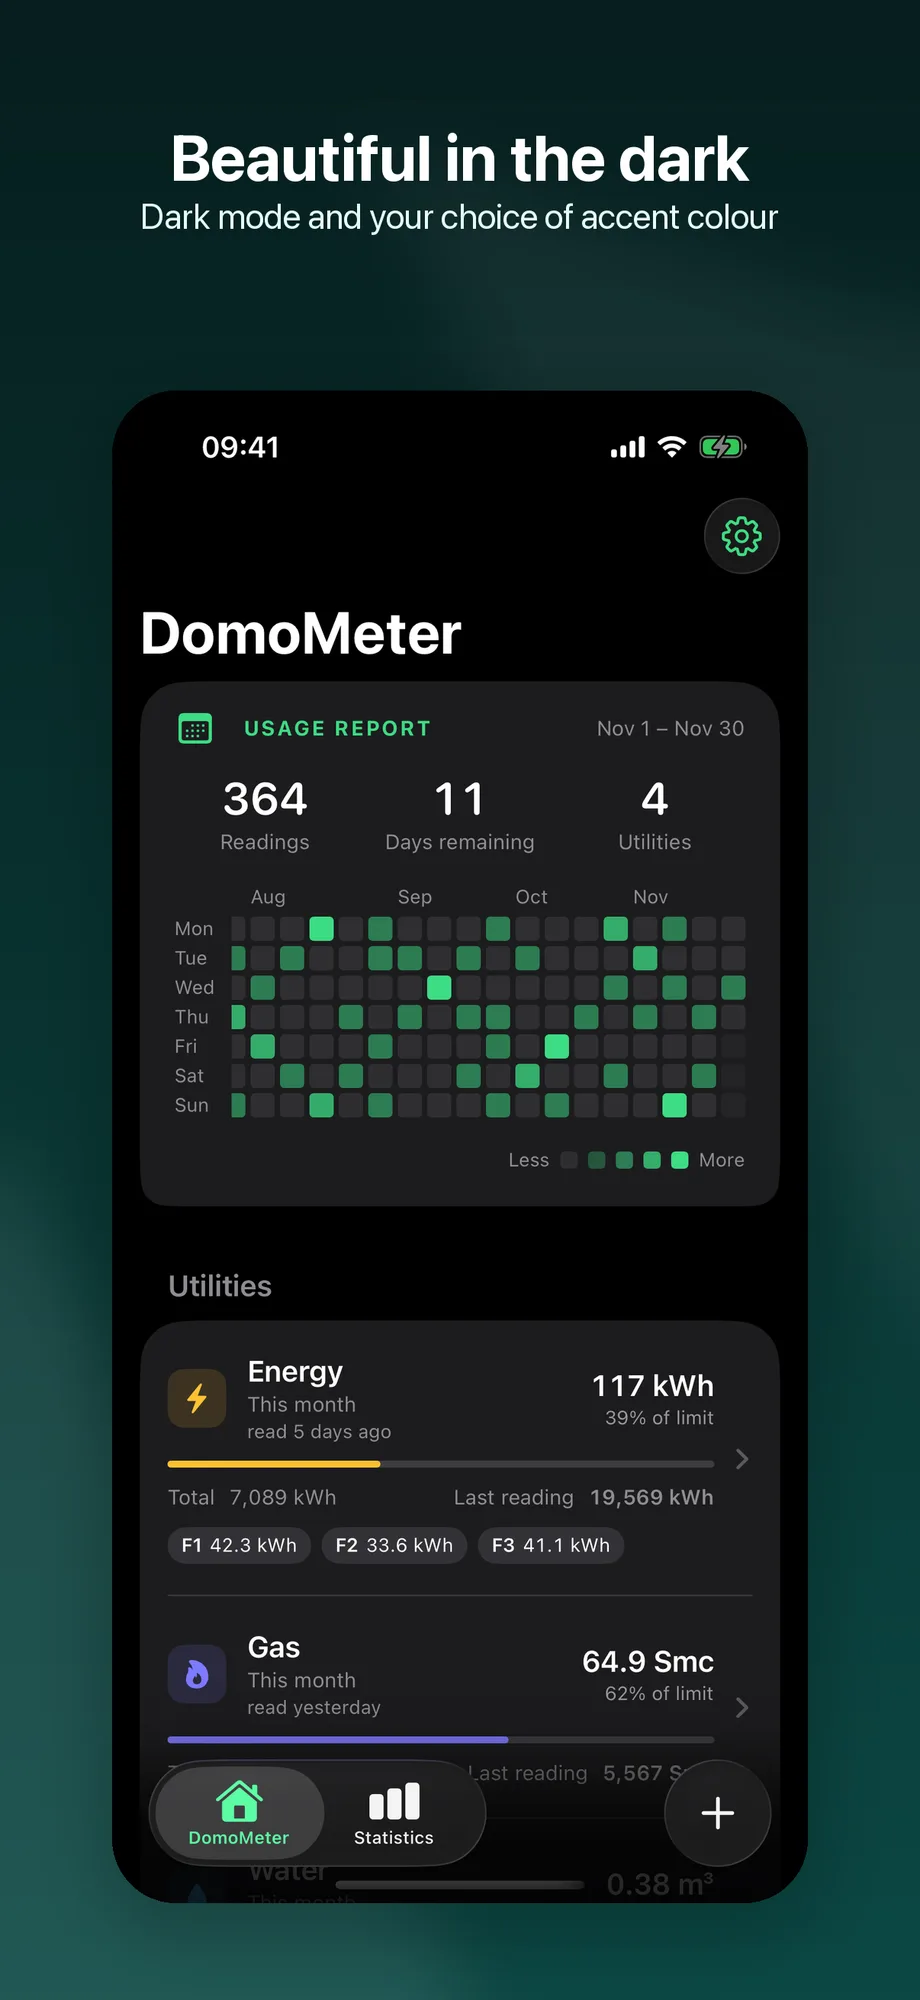 Beautiful in the dark
Dark mode and your choice of accent colour
09:41
DomoMeter
USAGE REPORT Nov 1 – Nov 30
364 11 4
Readings Days remaining Utilities
Aug Sep Oct Nov
Mon
Tue
Wed
Thu
Fri
Sat
Sun
Less More
Utilities
Energy
117 kWh
This month
39% of limit
read 5 days ago
Total 7,089 kWh Last reading 19,569 kWh
F1 42.3 kWh F2 33.6 kWh F3 41.1 kWh
Gas
64.9 Smc
This month
62% of limit
read yesterday
Last reading 5,567
DomoMeter Statistics
Water
0.38 m³
This month